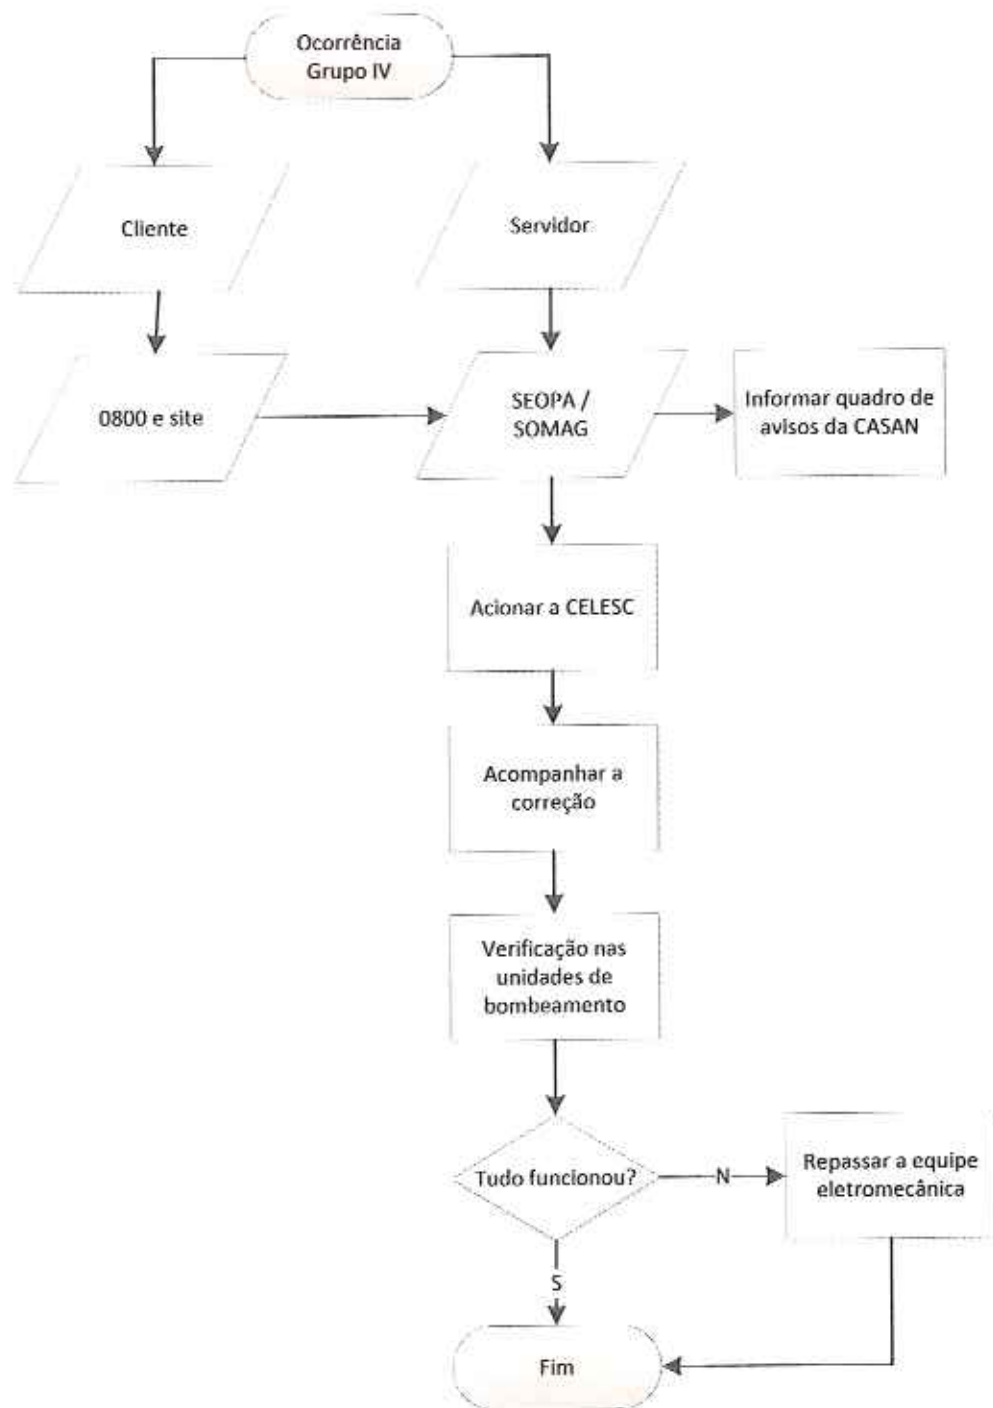 Ocorrência
Grupo IV
Cliente
Servidor
0800 e site
SEOPA /
SOMAG
Informar quadro de
avisos da CASAN
Acionar a CELESC
Acompanhar a
correção
Verificação nas
unidades de
bombeamento
Tudo funcionou?
N
Repassar a equipe
eletromecânica
S
Fim